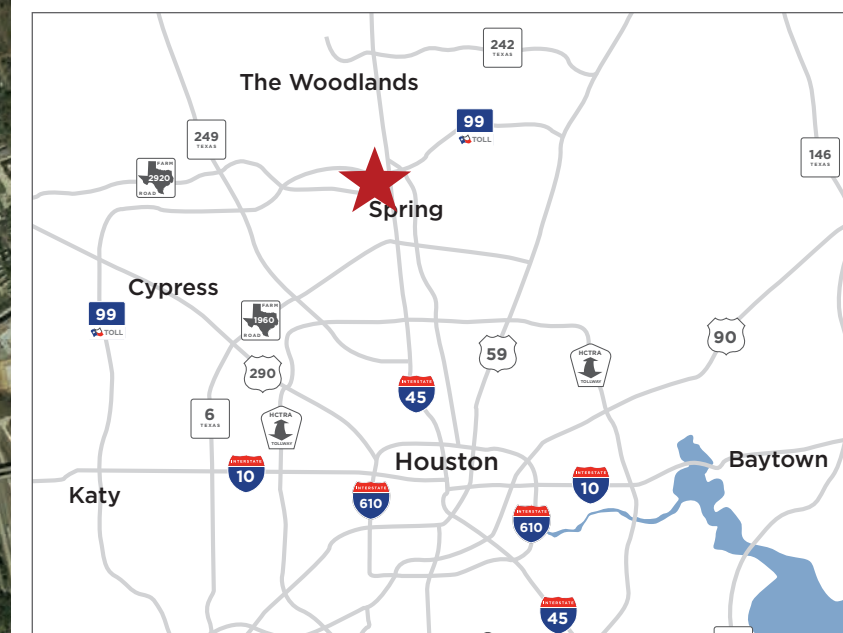 242
TEXAS
The Woodlands
99
TOLL
249
TEXAS
146
TEXAS
FARM
2920
ROAD
Spring
Cypress
99
TOLL
FARM
1960
ROAD
90
59
HCTRA
TOLLWAY
290
INTERSTATE
45
6
TEXAS
HCTRA
TOLLWAY
Houston
Baytown
INTERSTATE
10
INTERSTATE
10
Katy
INTERSTATE
610
INTERSTATE
610
INTERSTATE
45